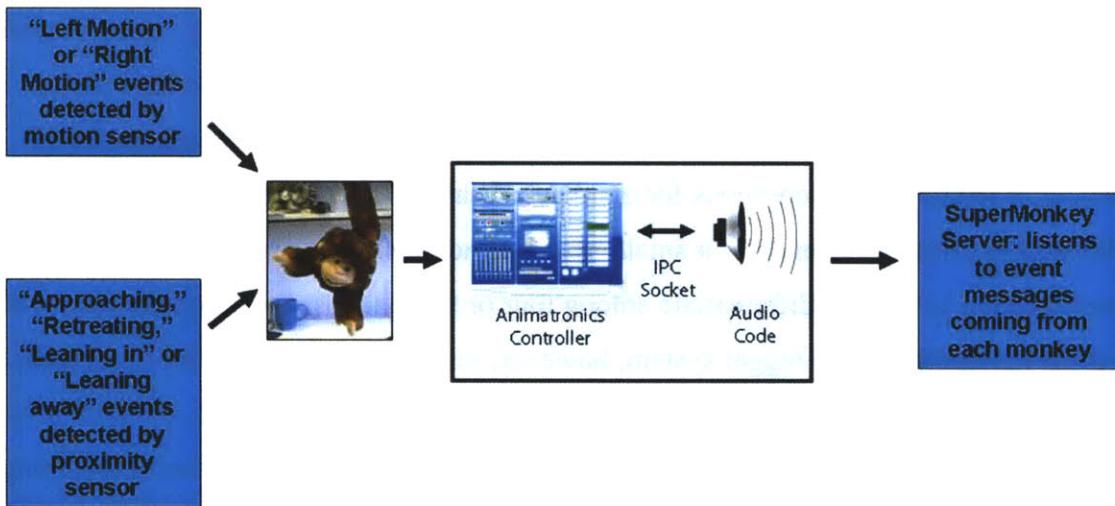 “Left Motion”
or “Right
Motion” events
detected by
motion sensor
“Approaching,”
“Retreating,”
“Leaning in” or
“Leaning
away” events
detected by
proximity
sensor
IPC
Socket
Animatronics
Controller
Audio
Code
SuperMonkey
Server: listens
to event
messages
coming from
each monkey